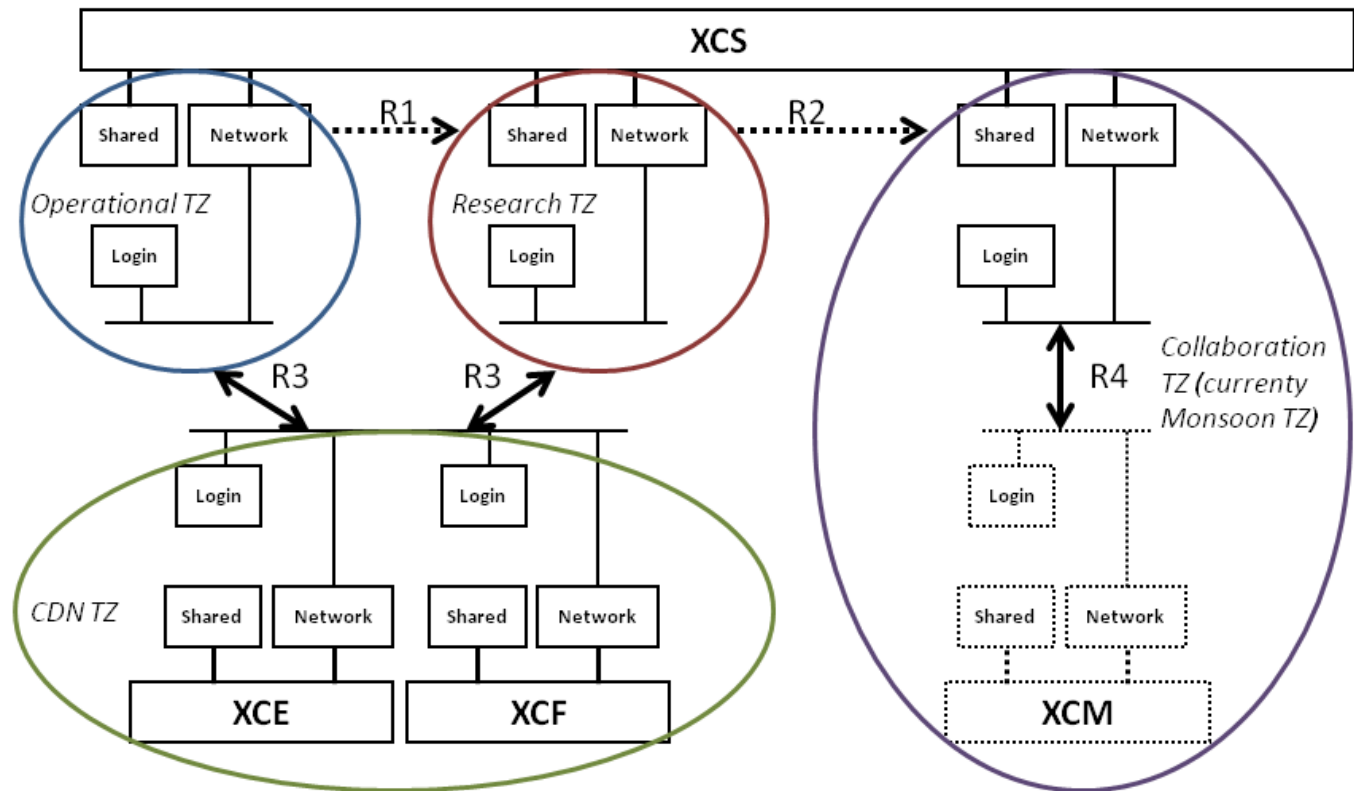 XCS
Shared
Network
R1
Shared
Network
R2
Shared
Network
Operational TZ
Login
Research TZ
Login
Login
R3
R3
R4
Collaboration
TZ (currenty
Monsoon TZ)
Login
Login
Login
CDN TZ
Shared
Network
Shared
Network
Shared
Network
XCE
XCF
XCM